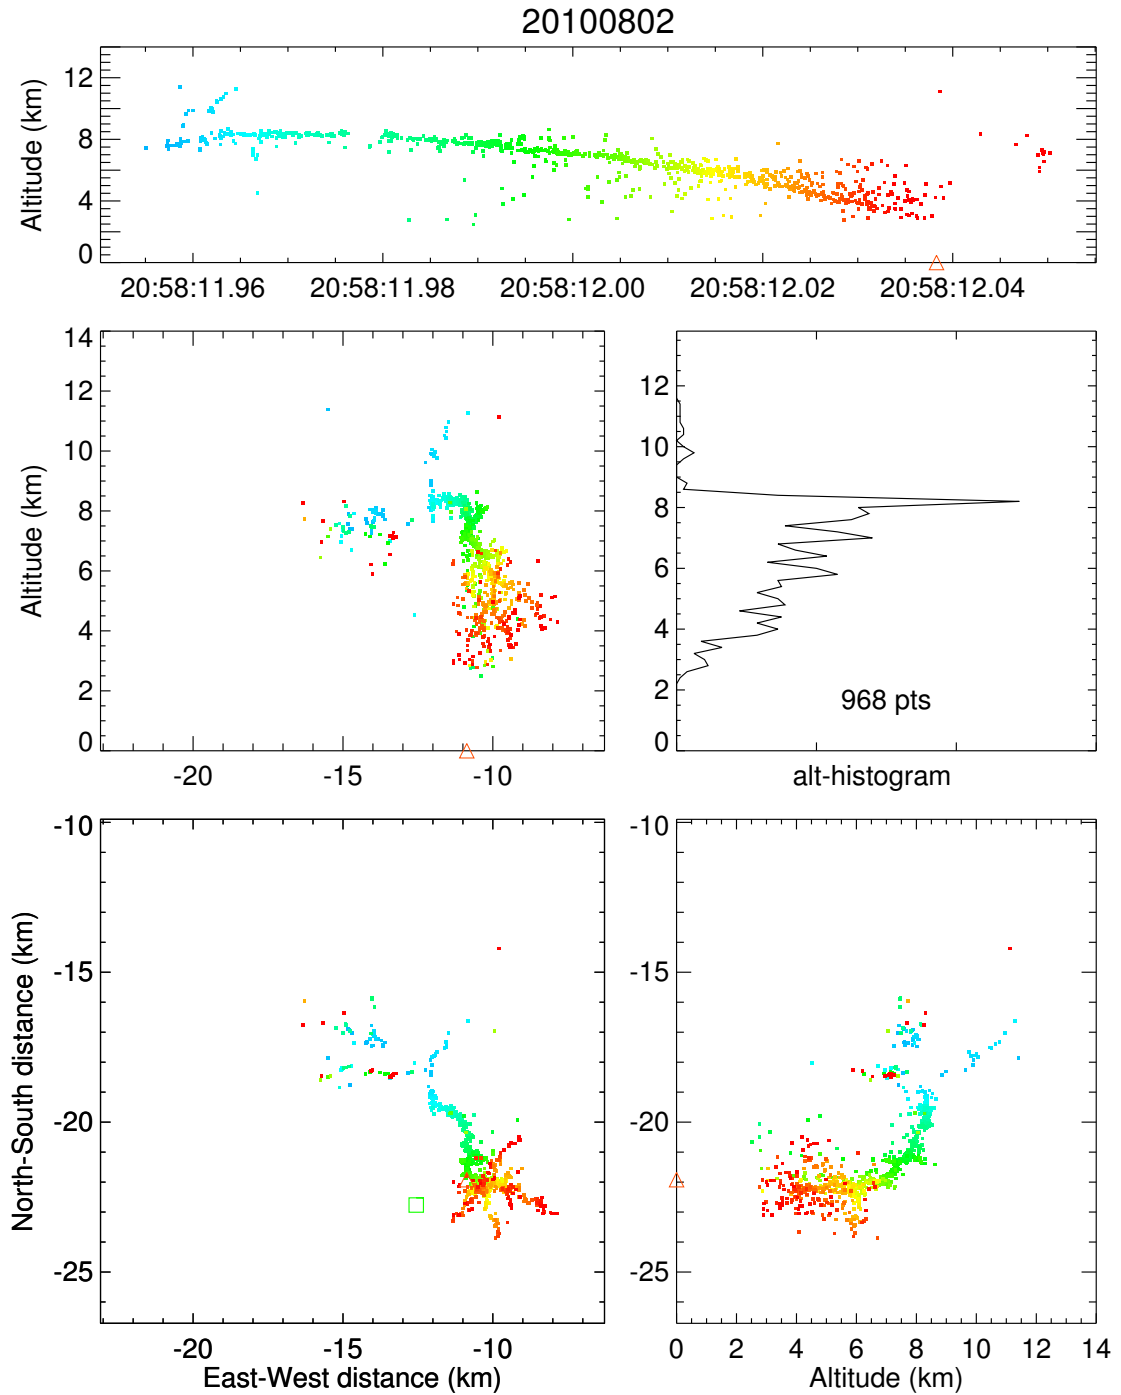 20100802
Altitude (km)
12
8
4
0
20:58:11.96 20:58:11.98 20:58:12.00 20:58:12.02 20:58:12.04
Altitude (km)
14
12
10
8
6
4
2
0
-20 -15 -10
12
10
8
6
4
2
0
968 pts
alt-histogram
North-South distance (km)
-10
-15
-20
-25
-20 -15 -10
East-West distance (km)
-10
-15
-20
-25
0 2 4 6 8 10 12 14
Altitude (km)